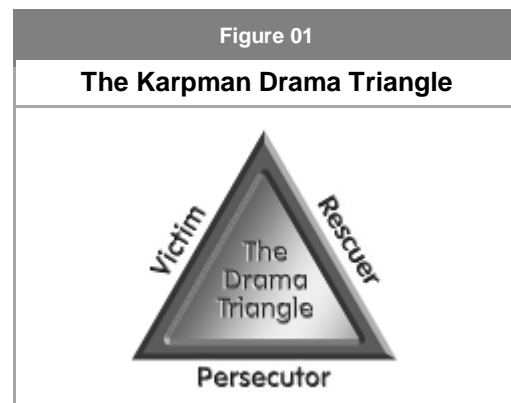 Figure 01
The Karpman Drama Triangle
Victim
Rescuer
The
Drama
Triangle
Persecutor